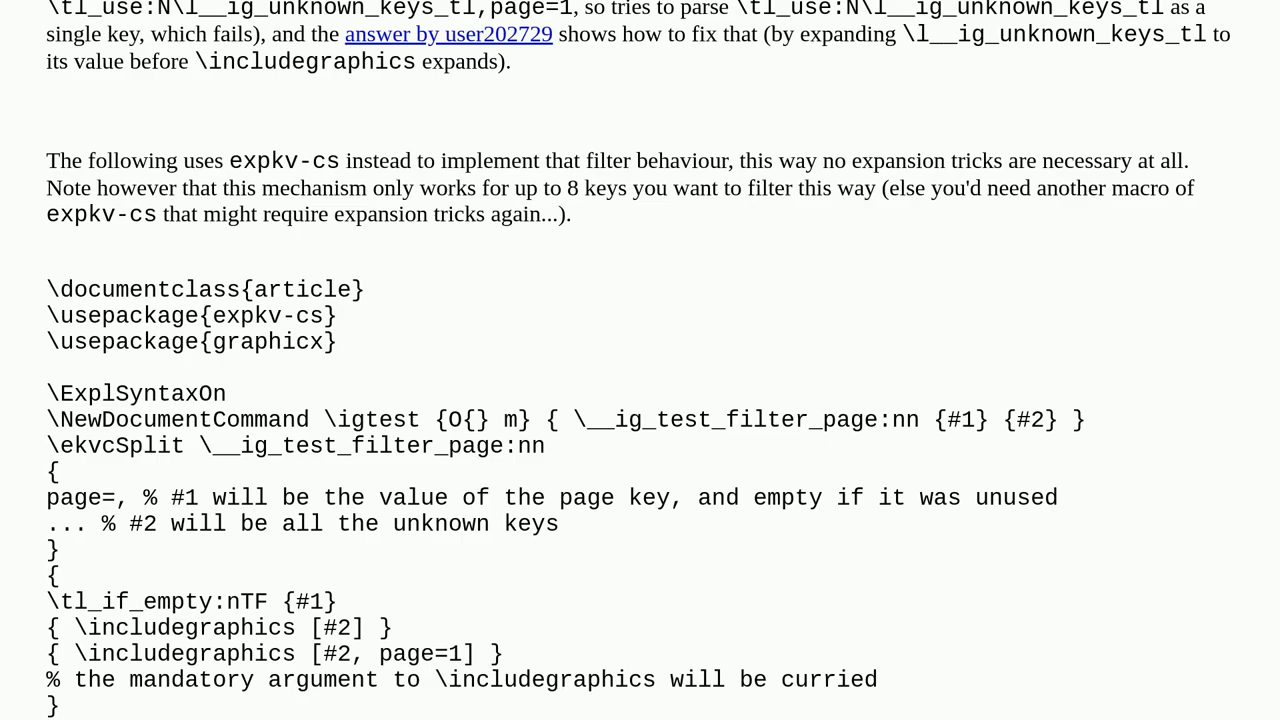 \tl_use:N\l__ig_unknown_keys_tl,page=1, so tries to parse \tl_use:N\l__ig_unknown_keys_tl as a
single key, which fails), and the answer by user202729 shows how to fix that (by expanding \l__ig_unknown_keys_tl to
its value before \includegraphics expands).
The following uses expkv-cs instead to implement that filter behaviour, this way no expansion tricks are necessary at all.
Note however that this mechanism only works for up to 8 keys you want to filter this way (else you'd need another macro of
expkv-cs that might require expansion tricks again...).
\documentclass{article}
\usepackage{expkv-cs}
\usepackage{graphicx}
\ExplSyntaxOn
\NewDocumentCommand \igtest {O{} m} { \__ig_test_filter_page:nn {#1} {#2} }
\ekvcSplit \__ig_test_filter_page:nn
{
page=, % #1 will be the value of the page key, and empty if it was unused
... % #2 will be all the unknown keys
}
{
\tl_if_empty:nTF {#1}
{ \includegraphics [#2] }
{ \includegraphics [#2, page=1] }
% the mandatory argument to \includegraphics will be curried
}